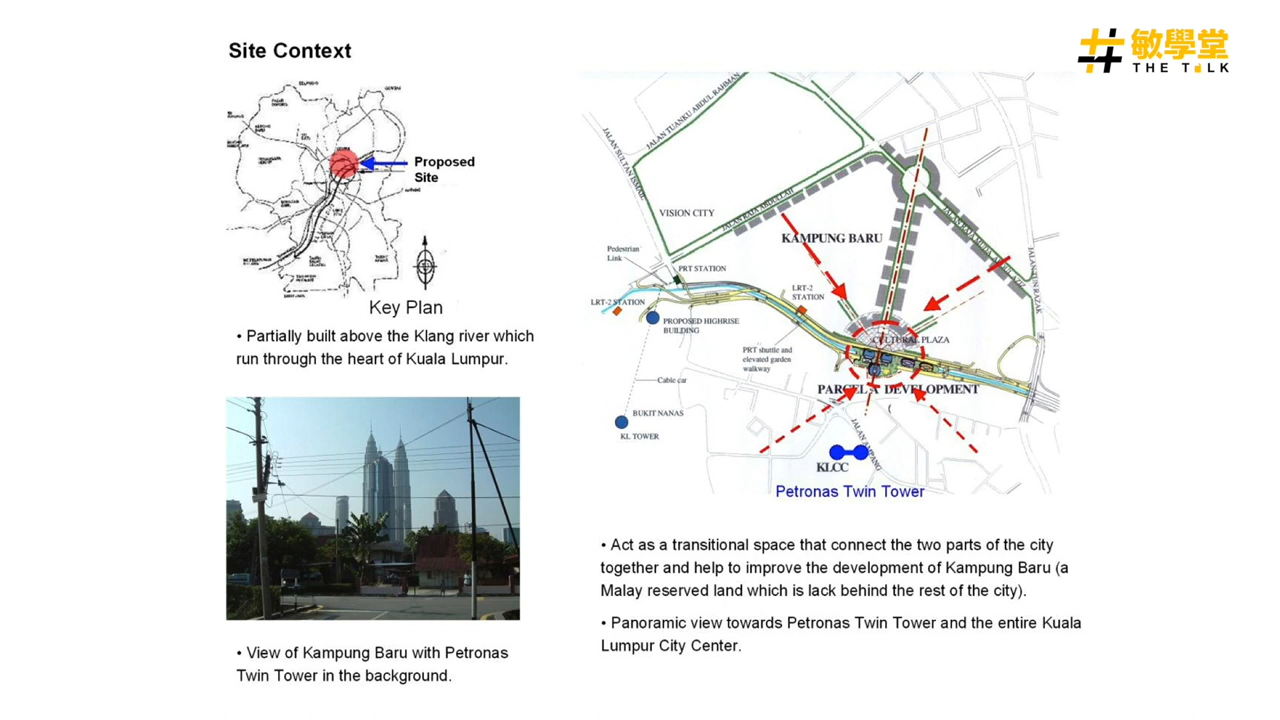 Site Context
敏學堂
THE TALK
Proposed
Site
Key Plan
• Partially built above the Klang river which
run through the heart of Kuala Lumpur.
• View of Kampung Baru with Petronas
Twin Tower in the background.
JALAN TUANKU ABDUL RAHMAN
JALAN SULTAN ISMAIL
VISION CITY
JALAN RAJA ABDULLAH
KAMPUNG BARU
Pedestrian
Link
PRT STATION
LRT-2 STATION
LRT-2
STATION
PROPOSED HIGHRISE
BUILDING
PRT shuttle and
elevated garden
walkway
CULTURAL PLAZA
PARCEL A DEVELOPMENT
Cable car
BUKIT NANAS
KL TOWER
KLCC
Petronas Twin Tower
• Act as a transitional space that connect the two parts of the city
together and help to improve the development of Kampung Baru (a
Malay reserved land which is lack behind the rest of the city).
• Panoramic view towards Petronas Twin Tower and the entire Kuala
Lumpur City Center.